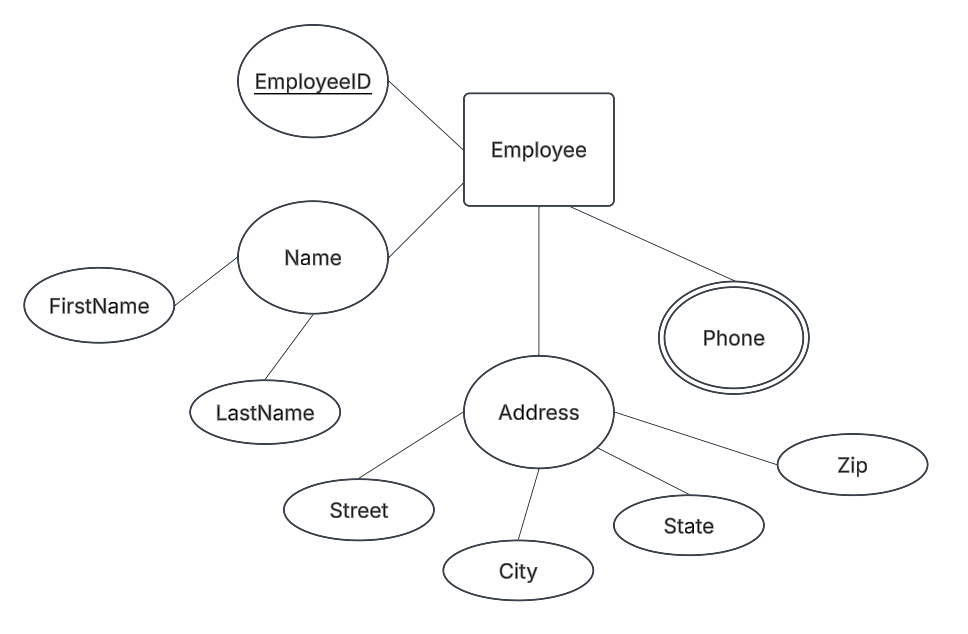 EmployeeID
Employee
Name
FirstName
Phone
LastName
Address
Zip
Street
State
City